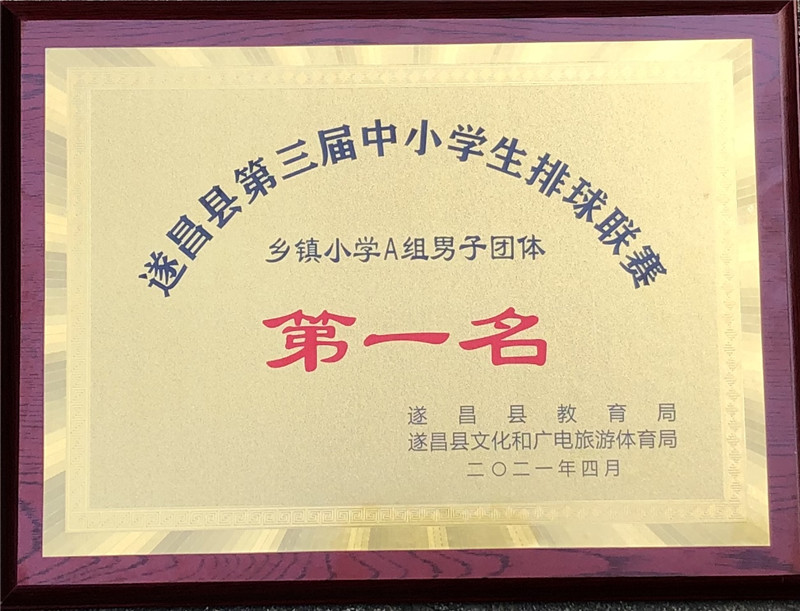 遂昌县第三届中小学生排球联赛
乡镇小学A组男子团体
第一名
遂昌县教育局
遂昌县文化和广电旅游体育局
二〇二一年四月